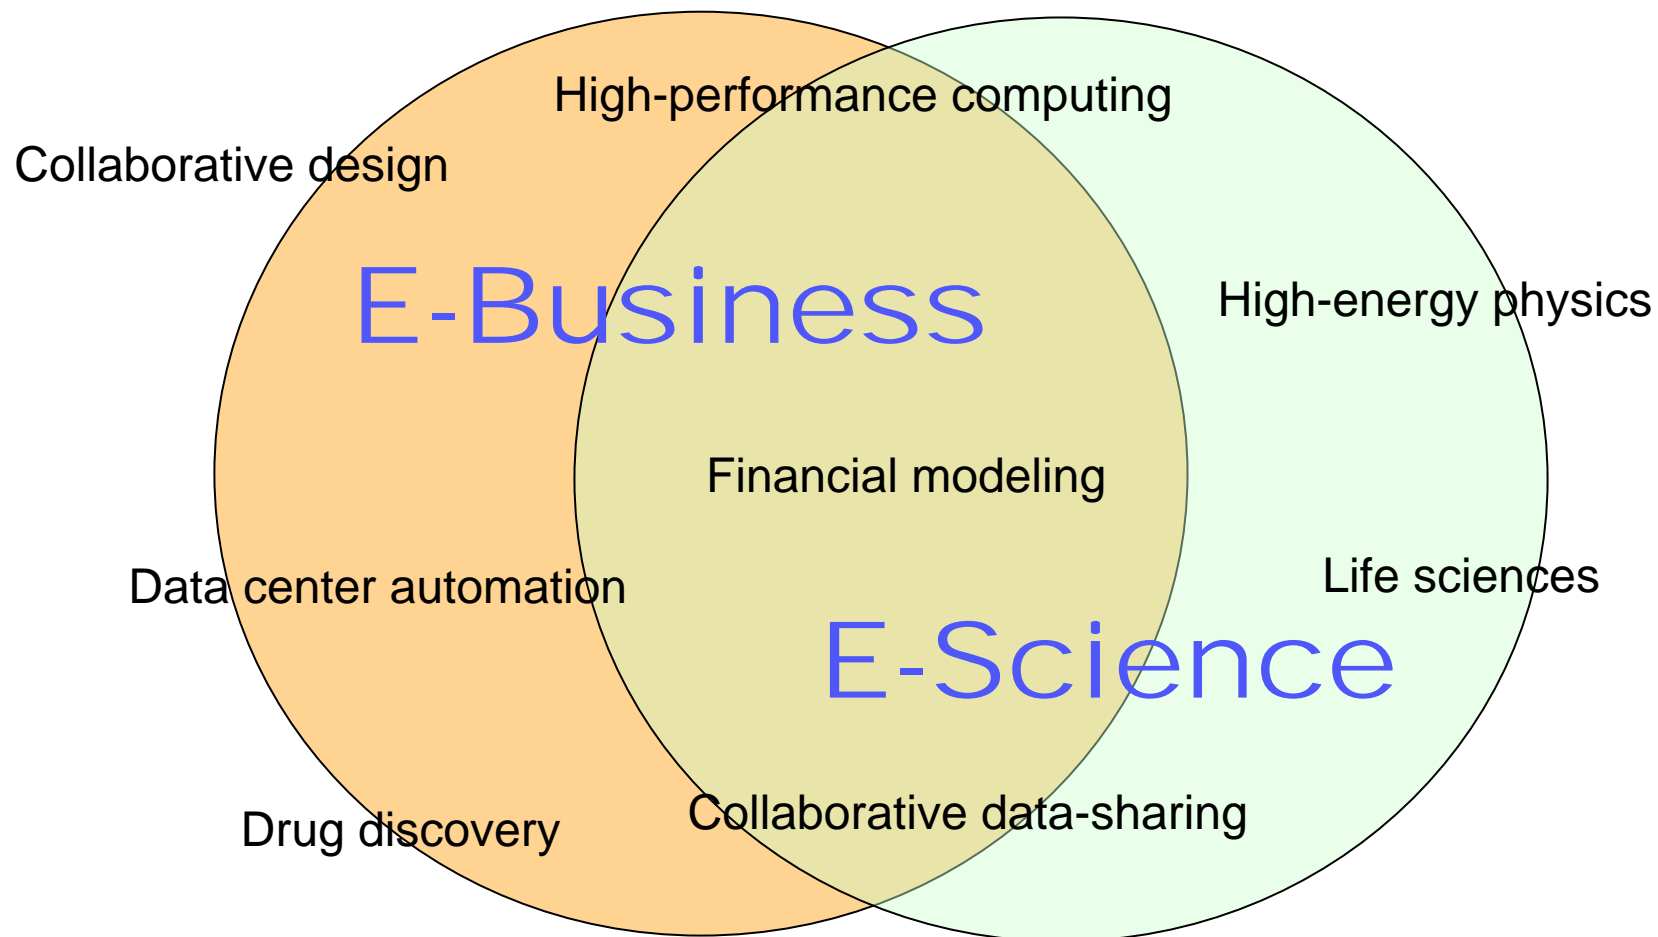 High-performance computing
Collaborative design
E-Business
High-energy physics
Financial modeling
Data center automation
Life sciences
E-Science
Collaborative data-sharing
Drug discovery